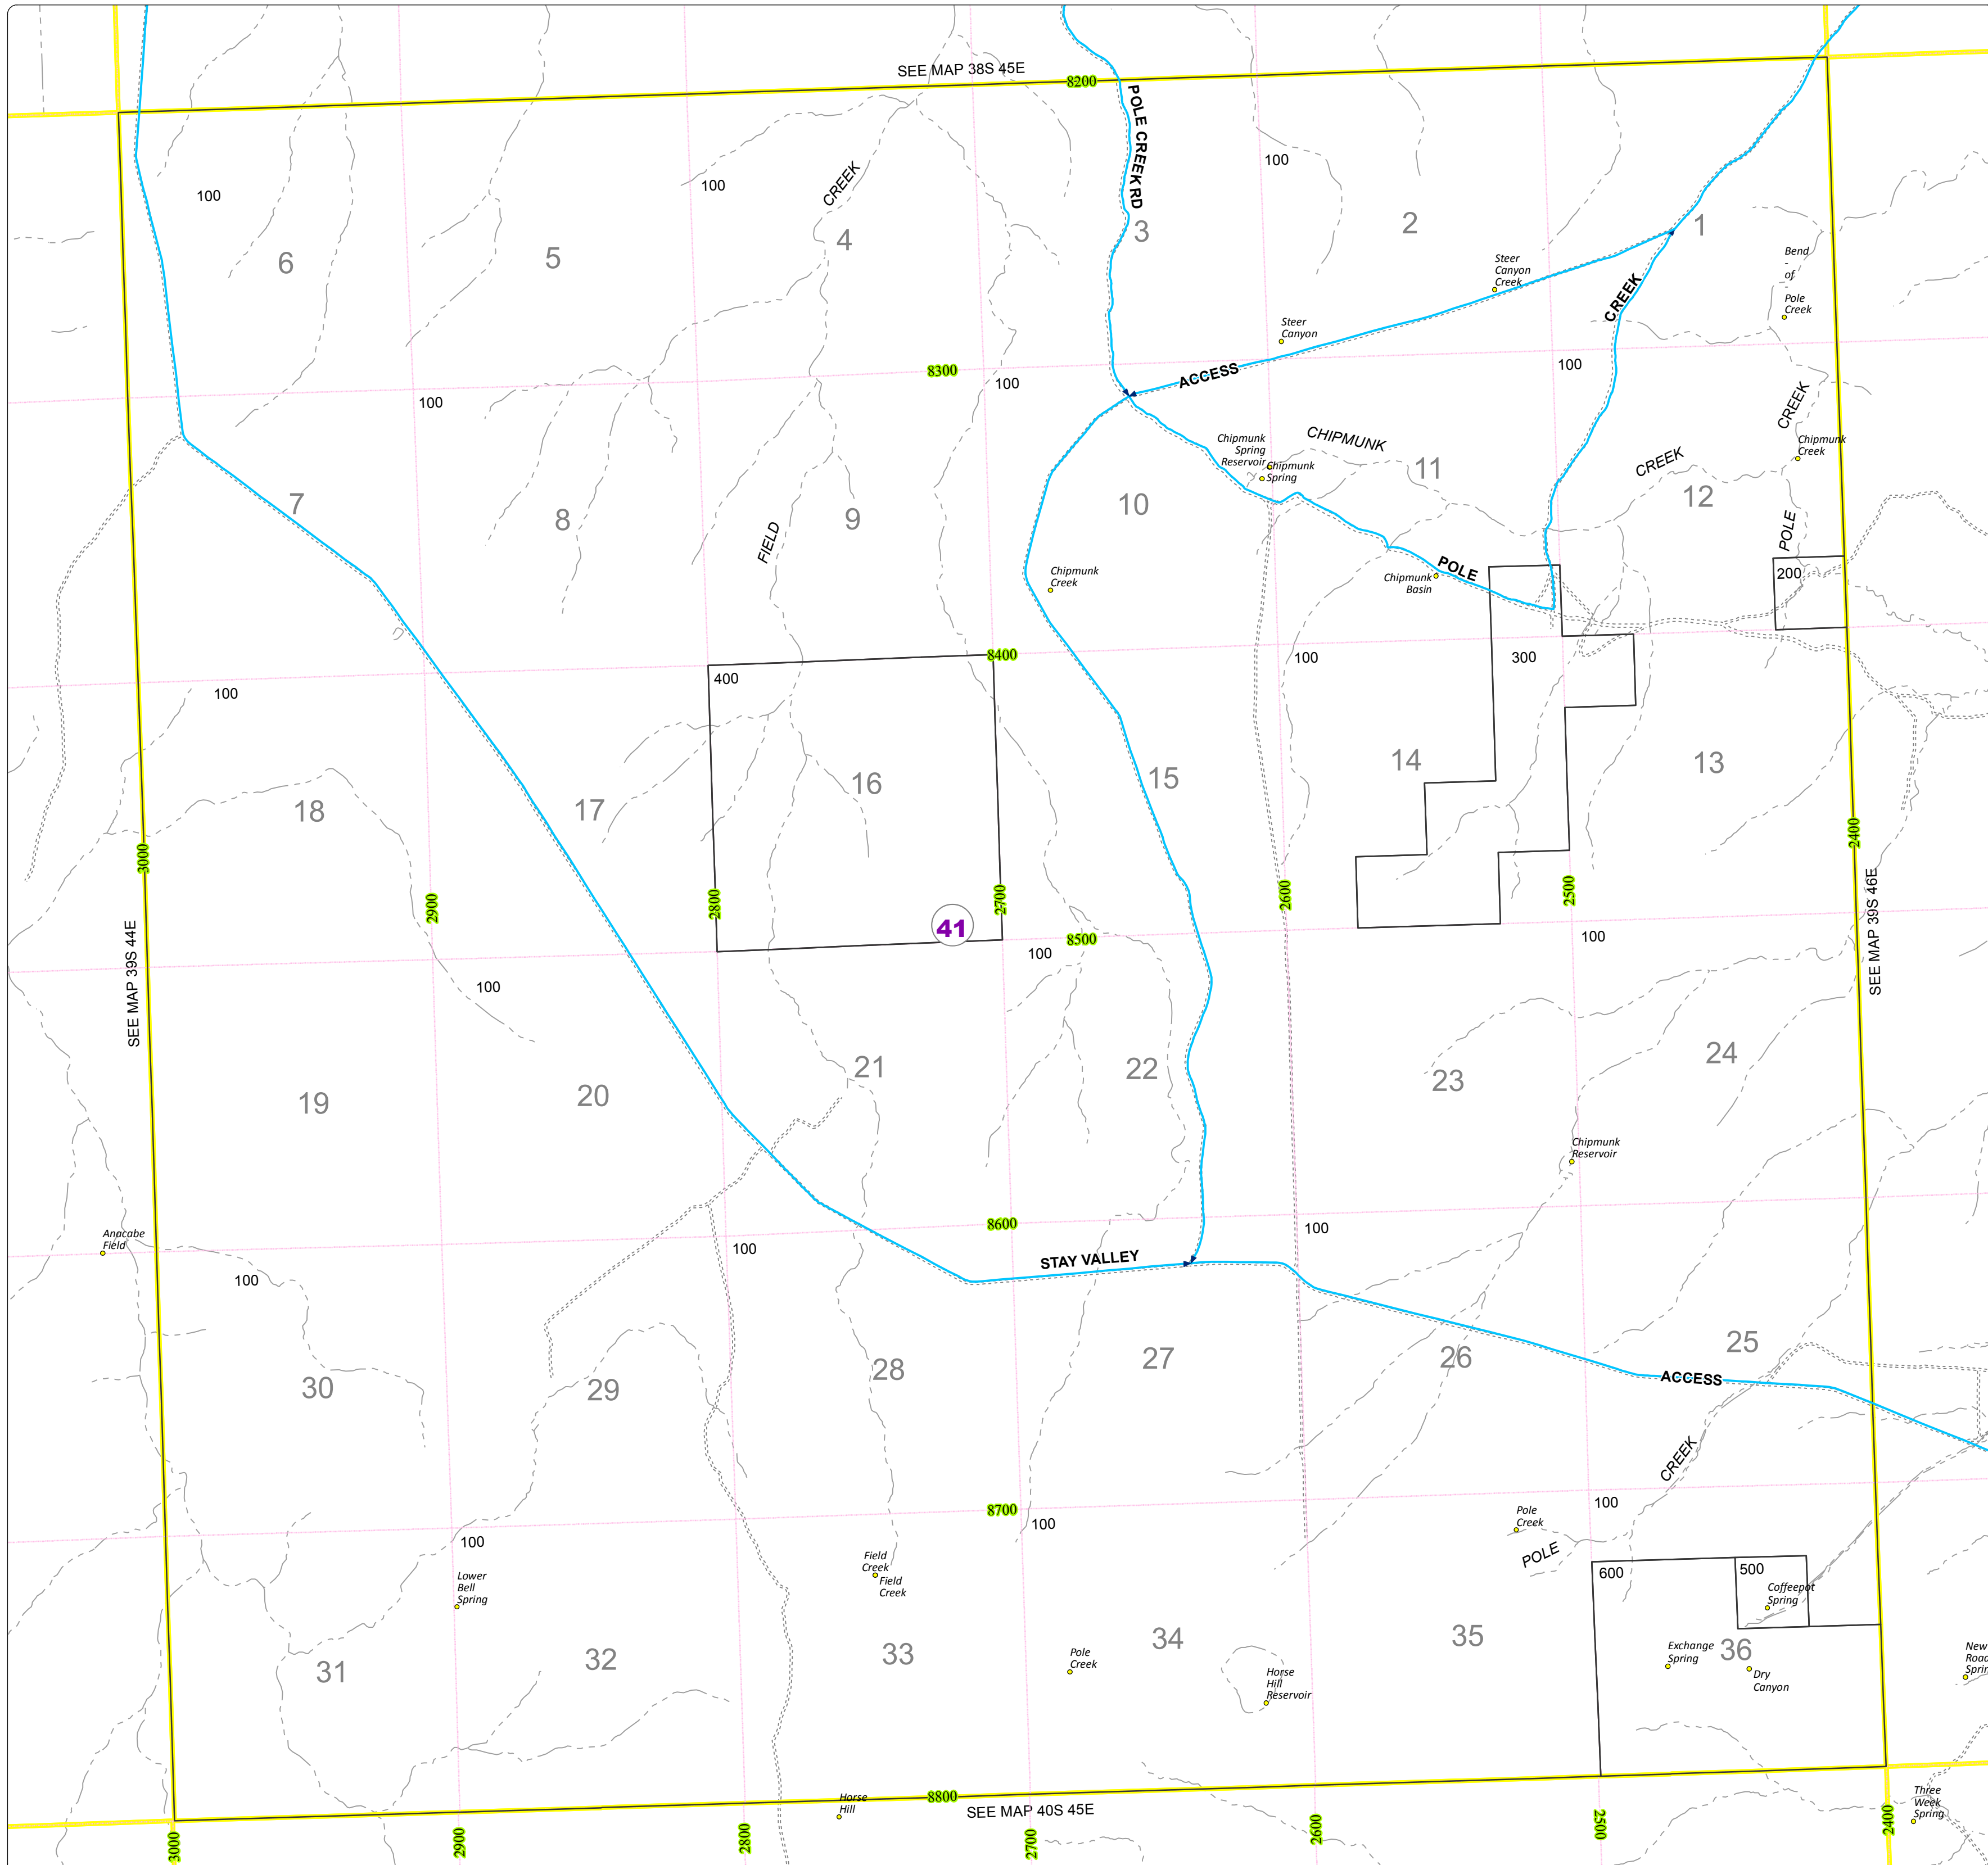 SEE MAP 38S 45E
8200
POLE CREEK RD
100
100
100
CREEK
6
5
4
3
2
1
Steer
Canyon
Creek
Bend
-
of
-
Pole
Creek
CREEK
Steer
Canyon
8300
100
100
100
ACCESS
CREEK
CHIPMUNK
Chipmunk
Spring
Reservoir
Chipmunk
Spring
CREEK
Chipmunk
Creek
7
8
9
10
11
12
FIELD
POLE
POLE
Chipmunk
Creek
Chipmunk
Basin
200
8400
100
400
100
300
18
17
16
15
14
13
3000
2900
2800
2700
2600
2500
2400
SEE MAP 39S 44E
SEE MAP 39S 46E
41
8500
100
100
100
19
20
21
22
23
24
Chipmunk
Reservoir
Anacabe
Field
8600
100
100
100
STAY VALLEY
ACCESS
30
29
28
27
26
25
CREEK
8700
100
100
100
Pole
Creek
POLE
Lower
Bell
Spring
Field
Creek
Field
Creek
600
500
Coffeepot
Spring
31
32
33
34
35
36
Pole
Creek
Horse
Hill
Reservoir
Exchange
Spring
Dry
Canyon
New
Road
Spring
Horse
Hill
8800
SEE MAP 40S 45E
Three
Week
Spring
3000
2900
2800
2700
2600
2500
2400